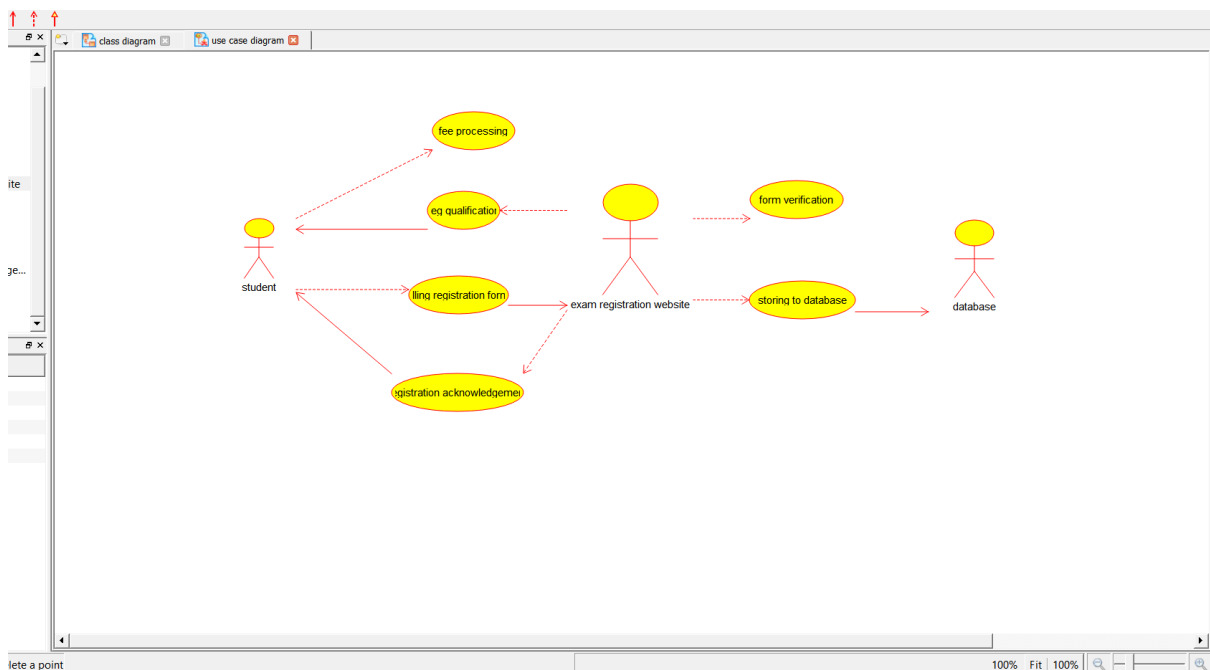 class diagram
use case diagram
ite
ge...
fee processing
eg qualification
form verification
student
lling registration form
exam registration website
storing to database
database
egistration acknowledgemen
lete a point
100% Fit 100%